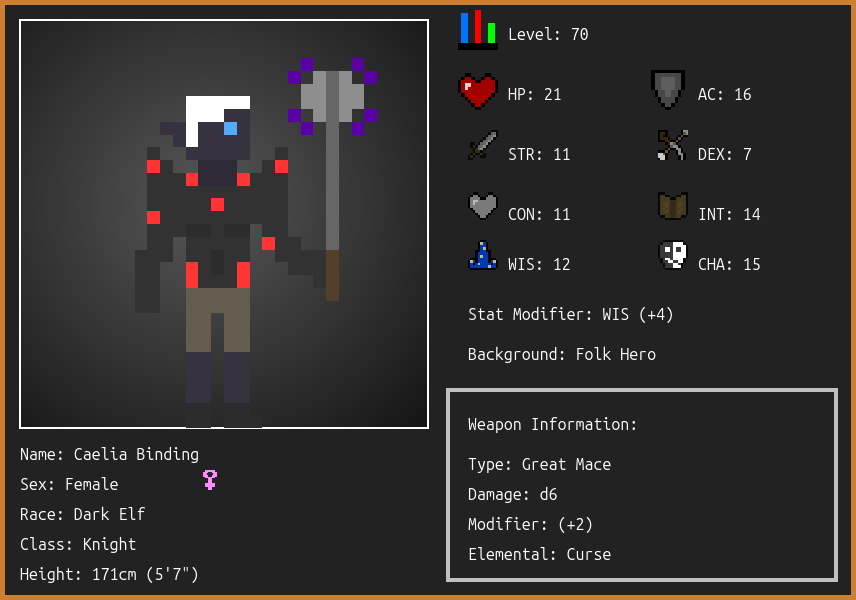 Level: 70
HP: 21
AC: 16
STR: 11
DEX: 7
CON: 11
INT: 14
WIS: 12
CHA: 15
Stat Modifier: WIS (+4)
Background: Folk Hero
Weapon Information:
Type: Great Mace
Damage: d6
Modifier: (+2)
Elemental: Curse
Name: Caelia Binding
Sex: Female
Race: Dark Elf
Class: Knight
Height: 171cm (5'7")